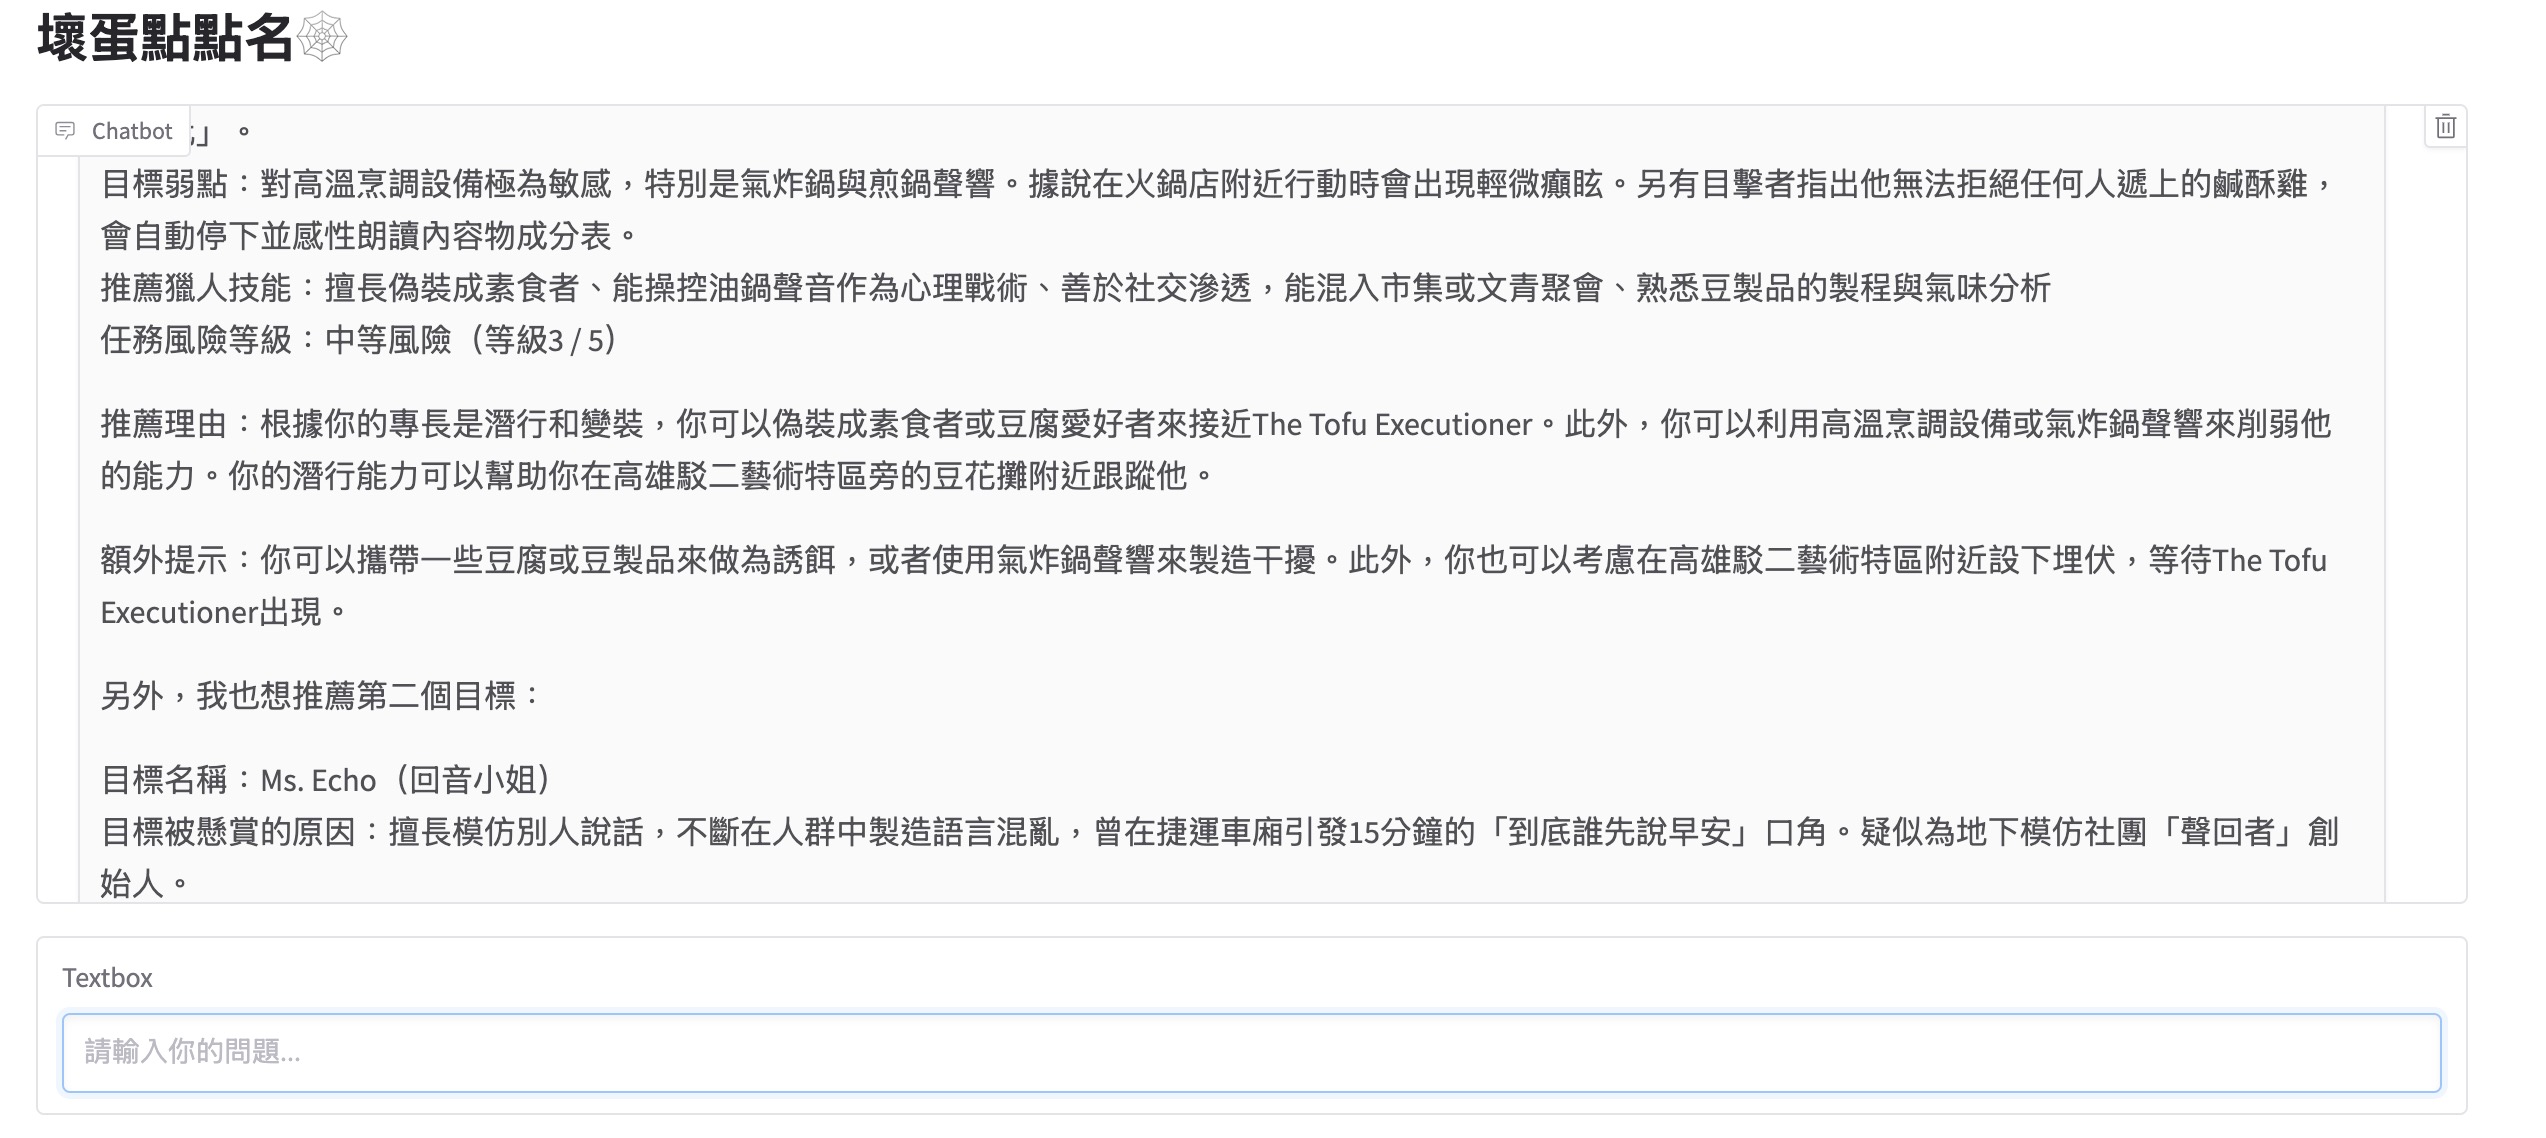 壞蛋點點名🕸
Chatbot
」。
目標弱點：對高溫烹調設備極為敏感，特別是氣炸鍋與煎鍋聲響。據說在火鍋店附近行動時會出現輕微癲眩。另有目擊者指出他無法拒絕任何人遞上的鹹酥雞，
會自動停下並感性朗讀內容物成分表。
推薦獵人技能：擅長偽裝成素食者、能操控油鍋聲音作為心理戰術、善於社交滲透，能混入市集或文青聚會、熟悉豆製品的製程與氣味分析
任務風險等級：中等風險（等級3 / 5）
推薦理由：根據你的專長是潛行和變裝，你可以偽裝成素食者或豆腐愛好者來接近The Tofu Executioner。此外，你可以利用高溫烹調設備或氣炸鍋聲響來削弱他
的能力。你的潛行能力可以幫助你在高雄駁二藝術特區旁的豆花攤附近跟蹤他。
額外提示：你可以攜帶一些豆腐或豆製品來做為誘餌，或者使用氣炸鍋聲響來製造干擾。此外，你也可以考慮在高雄駁二藝術特區附近設下埋伏，等待The Tofu
Executioner出現。
另外，我也想推薦第二個目標：
目標名稱：Ms. Echo（回音小姐）
目標被懸賞的原因：擅長模仿別人說話，不斷在人群中製造語言混亂，曾在捷運車廂引發15分鐘的「到底誰先說早安」口角。疑似為地下模仿社團「聲回者」創
始人。
Textbox
請輸入你的問題...